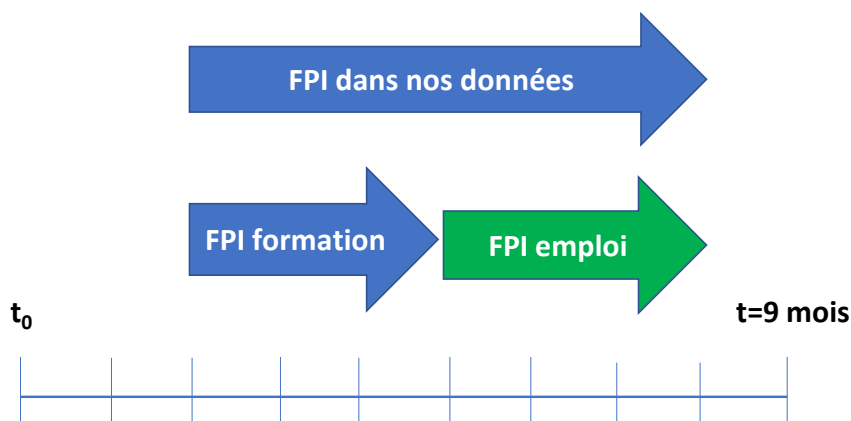 FPI dans nos données
FPI formation
FPI emploi
t₀
t=9 mois